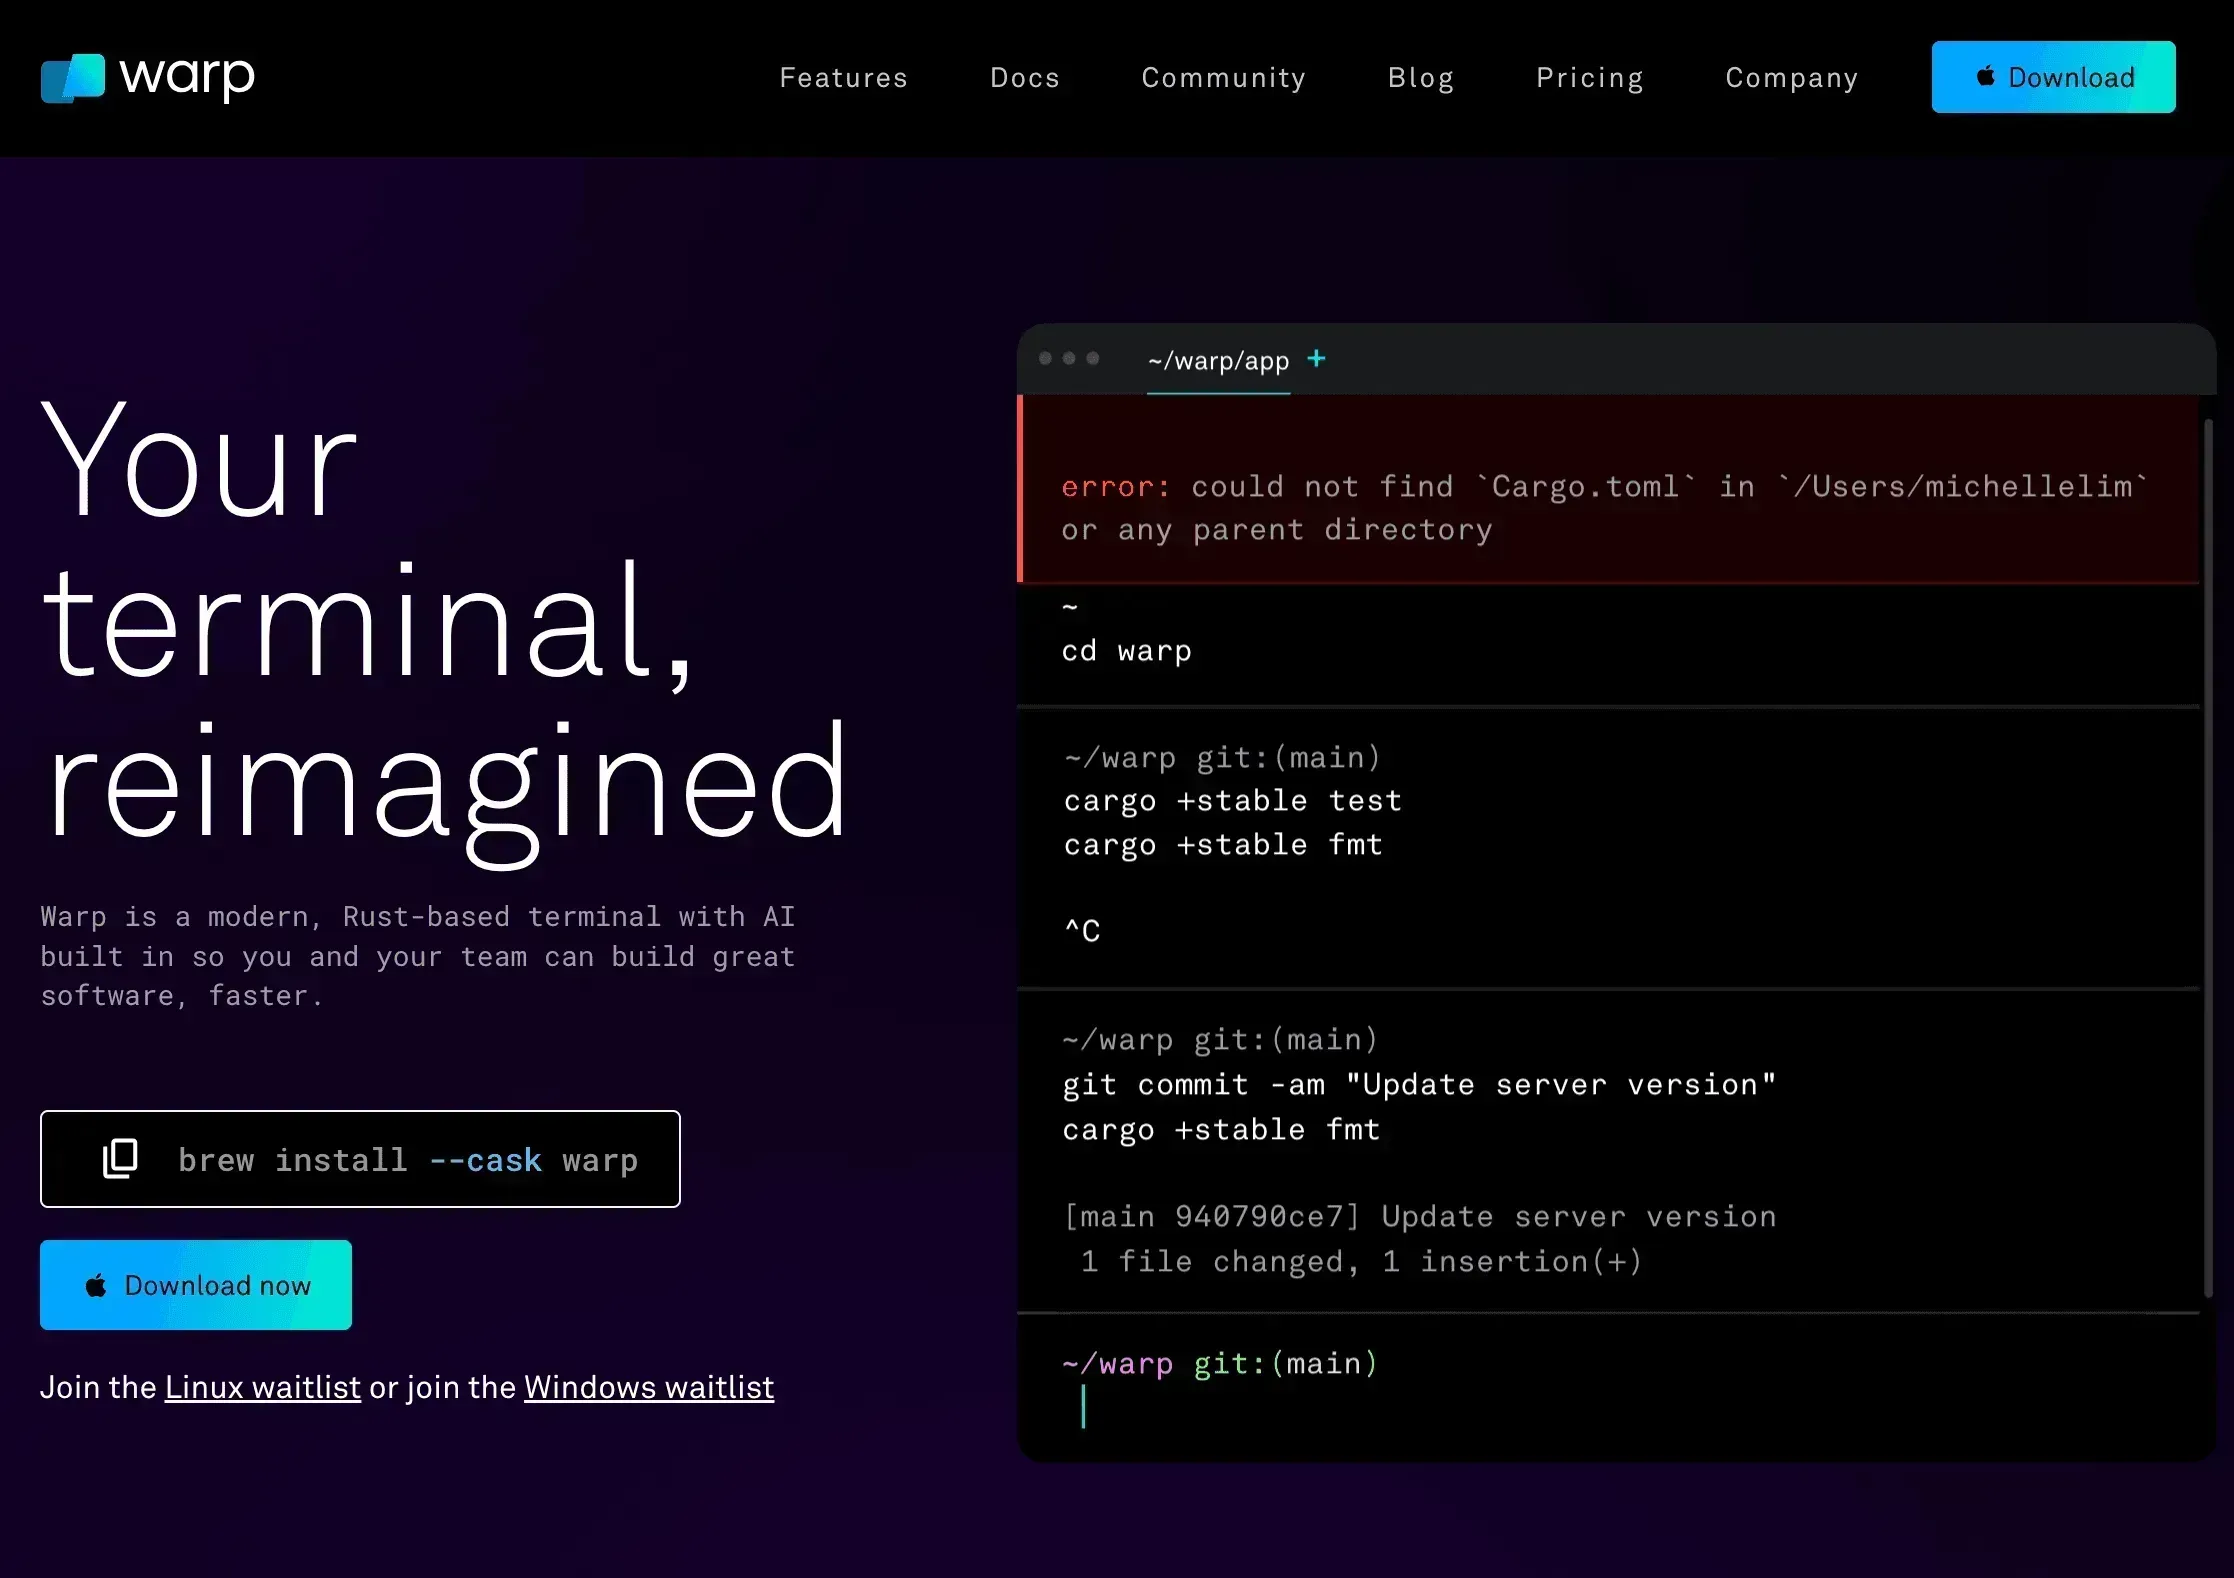 warp
Features
Docs
Community
Blog
Pricing
Company
Download
Your
terminal,
reimagined
Warp is a modern, Rust-based terminal with AI
built in so you and your team can build great
software, faster.
brew install --cask warp
Download now
Join the Linux waitlist or join the Windows waitlist
~/warp/app +
error: could not find `Cargo.toml` in `/Users/michellelim`
or any parent directory
~
cd warp
~/warp git:(main)
cargo +stable test
cargo +stable fmt
^C
~/warp git:(main)
git commit -am "Update server version"
cargo +stable fmt
[main 940790ce7] Update server version
1 file changed, 1 insertion(+)
~/warp git:(main)